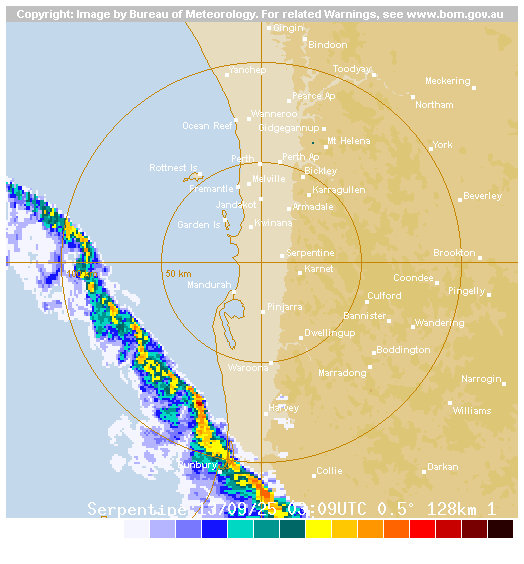 Copyright: Image by Bureau of Meteorology. For related Warnings, see www.bom.gov.au
Gingin
Bindoon
Yanchep
Toodyay
Meckering
Pearce Ap
Northam
Wanneroo
Ocean Reef
Gidgegannup
Mt Helena
York
Perth
Perth Ap
Rottnest Is
Bickley
Melville
Fremantle
Karragullen
Beverley
Jandakot
Armadale
Garden Is
Kwinana
Serpentine
Brookton
Karnet
50 km
Coondee
Mandurah
Pingelly
Culford
Pinjarra
Bannister
Wandering
Dwellingup
Boddington
Waroona
Marradong
Narrogin
Harvey
Williams
Bunbury
Collie
Darkan
Serpentine 09/25 03:09UTC 0.5° 128km 1